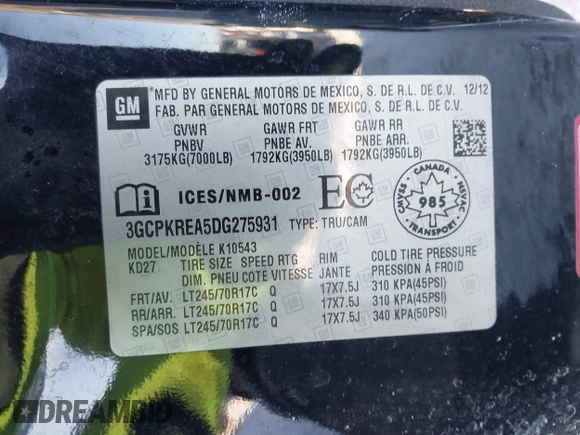 GM
MFD BY GENERAL MOTORS DE MEXICO, S. DE R.L. DE C.V. 12/12
FAB. PAR GENERAL MOTORS DE MEXICO, S. DE R.L. DE C.V.
GVWR GAWR FRT GAWR RR
PNBV PNBE AV. PNBE AR.
3175KG(7000LB) 1792KG(3950LB) 1792KG(3950LB)
ICES/NMB-002 EC
CANADA
CMVSS 985 NSVAC
TRANSPORT
3GCPKREA5DG275931 TYPE: TRU/CAM
MODEL/MODÈLE K10543
KD27 TIRE SIZE SPEED RTG RIM COLD TIRE PRESSURE
DIM. PNEU COTE VITESSE JANTE PRESSION À FROID
FRT/AV. LT245/70R17C Q 17X7.5J 310 KPA(45PSI)
RR/ARR. LT245/70R17C Q 17X7.5J 310 KPA(45PSI)
SPA/SOS LT245/70R17C Q 17X7.5J 340 KPA(50PSI)
DREAMBID